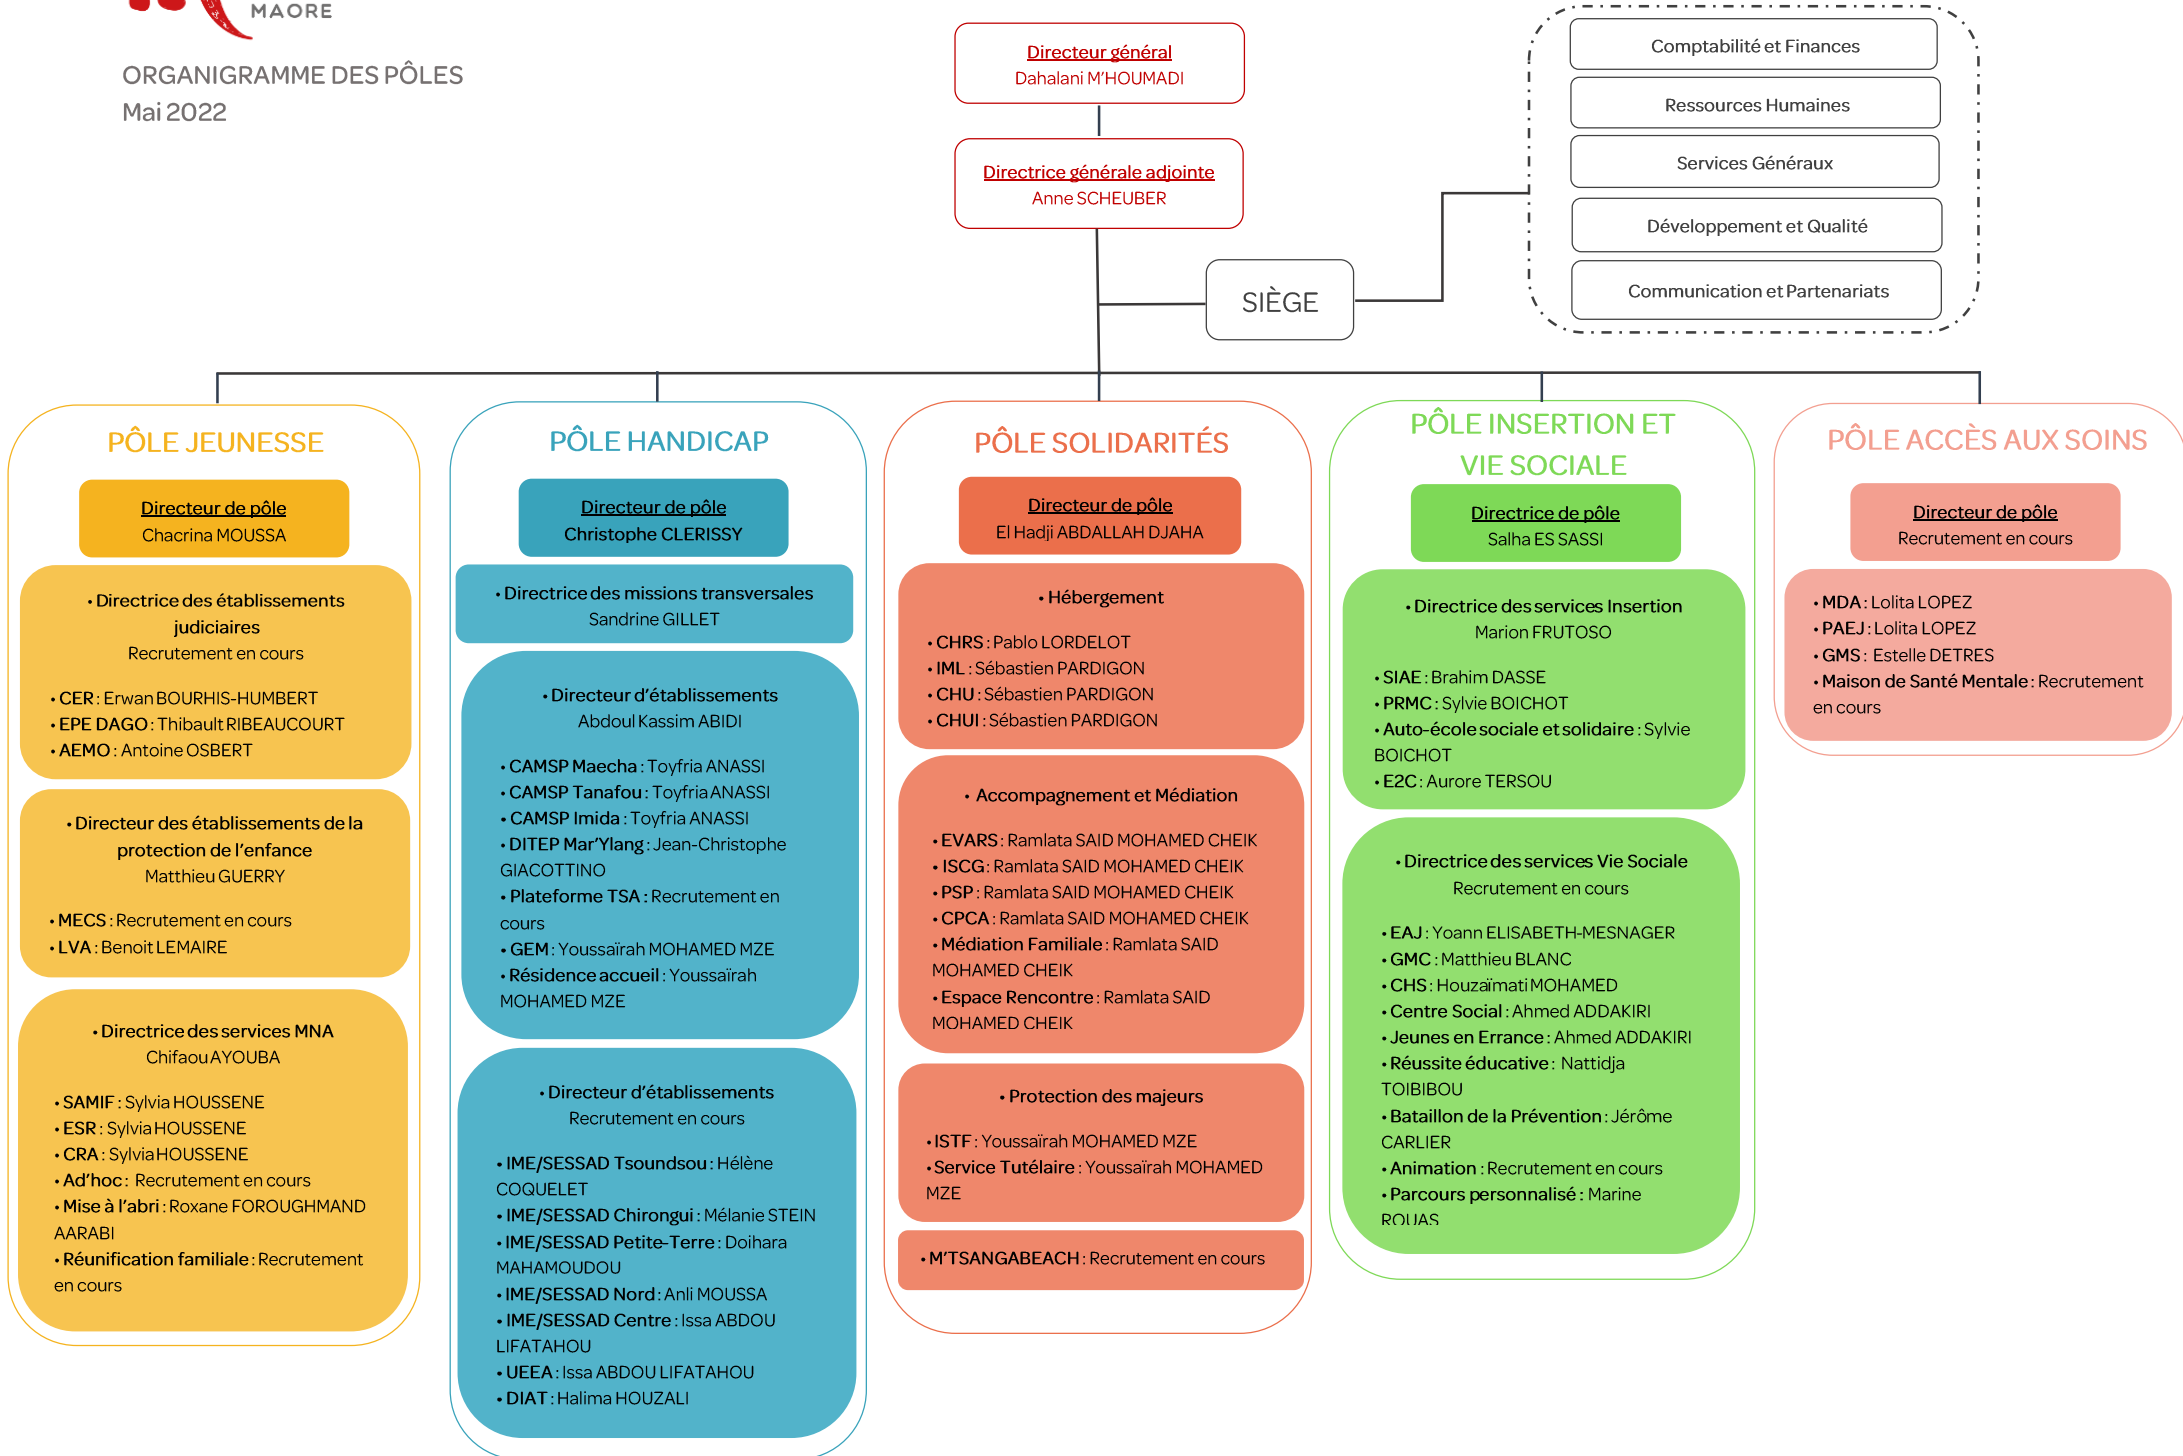 MAORE
ORGANIGRAMME DES PÔLES
Mai 2022
Directeur général
Dahalani M'HOUMADI
Directrice générale adjointe
Anne SCHEUBER
SIÈGE
Comptabilité et Finances
Ressources Humaines
Services Généraux
Développement et Qualité
Communication et Partenariats
PÔLE JEUNESSE
Directeur de pôle
Chacrina MOUSSA
• Directrice des établissements
judiciaires
Recrutement en cours
• CER : Erwan BOURHIS-HUMBERT
• EPE DAGO : Thibault RIBEAUCOURT
• AEMO : Antoine OSBERT
• Directeur des établissements de la
protection de l'enfance
Matthieu GUERRY
• MECS : Recrutement en cours
• LVA : Benoit LEMAIRE
• Directrice des services MNA
Chifaou AYOUBA
• SAMIF : Sylvia HOUSSENE
• ESR : Sylvia HOUSSENE
• CRA : Sylvia HOUSSENE
• Ad'hoc : Recrutement en cours
• Mise à l'abri : Roxane FOROUGHMAND
AARABI
• Réunification familiale : Recrutement
en cours
PÔLE HANDICAP
Directeur de pôle
Christophe CLERISSY
• Directrice des missions transversales
Sandrine GILLET
• Directeur d'établissements
Abdoul Kassim ABIDI
• CAMSP Maecha : Toyfria ANASSI
• CAMSP Tanafou : Toyfria ANASSI
• CAMSP Imida : Toyfria ANASSI
• DITEP Mar'Ylang : Jean-Christophe
GIACOTTINO
• Plateforme TSA : Recrutement en
cours
• GEM : Youssaïrah MOHAMED MZE
• Résidence accueil : Youssaïrah
MOHAMED MZE
• Directeur d'établissements
Recrutement en cours
• IME/SESSAD Tsoundsou : Hélène
COQUELET
• IME/SESSAD Chirongui : Mélanie STEIN
• IME/SESSAD Petite-Terre : Doihara
MAHAMOUDOU
• IME/SESSAD Nord : Anli MOUSSA
• IME/SESSAD Centre : Issa ABDOU
LIFATAHOU
• UEEA : Issa ABDOU LIFATAHOU
• DIAT : Halima HOUZALI
PÔLE SOLIDARITÉS
Directeur de pôle
El Hadji ABDALLAH DJAHA
• Hébergement
• CHRS : Pablo LORDELOT
• IML : Sébastien PARDIGON
• CHU : Sébastien PARDIGON
• CHUI : Sébastien PARDIGON
• Accompagnement et Médiation
• EVARS : Ramlata SAID MOHAMED CHEIK
• ISCG : Ramlata SAID MOHAMED CHEIK
• PSP : Ramlata SAID MOHAMED CHEIK
• CPCA : Ramlata SAID MOHAMED CHEIK
• Médiation Familiale : Ramlata SAID
MOHAMED CHEIK
• Espace Rencontre : Ramlata SAID
MOHAMED CHEIK
• Protection des majeurs
• ISTF : Youssaïrah MOHAMED MZE
• Service Tutélaire : Youssaïrah MOHAMED
MZE
• M'TSANGABEACH : Recrutement en cours
PÔLE INSERTION ET
VIE SOCIALE
Directrice de pôle
Salha ES SASSI
• Directrice des services Insertion
Marion FRUTOSO
• SIAE : Brahim DASSE
• PRMC : Sylvie BOICHOT
• Auto-école sociale et solidaire : Sylvie
BOICHOT
• E2C : Aurore TERSOU
• Directrice des services Vie Sociale
Recrutement en cours
• EAJ : Yoann ELISABETH-MESNAGER
• GMC : Matthieu BLANC
• CHS : Houzaïmati MOHAMED
• Centre Social : Ahmed ADDAKIRI
• Jeunes en Errance : Ahmed ADDAKIRI
• Réussite éducative : Nattidja
TOIBIBOU
• Bataillon de la Prévention : Jérôme
CARLIER
• Animation : Recrutement en cours
• Parcours personnalisé : Marine
ROUAS
PÔLE ACCÈS AUX SOINS
Directeur de pôle
Recrutement en cours
• MDA : Lolita LOPEZ
• PAEJ : Lolita LOPEZ
• GMS : Estelle DETRES
• Maison de Santé Mentale : Recrutement
en cours